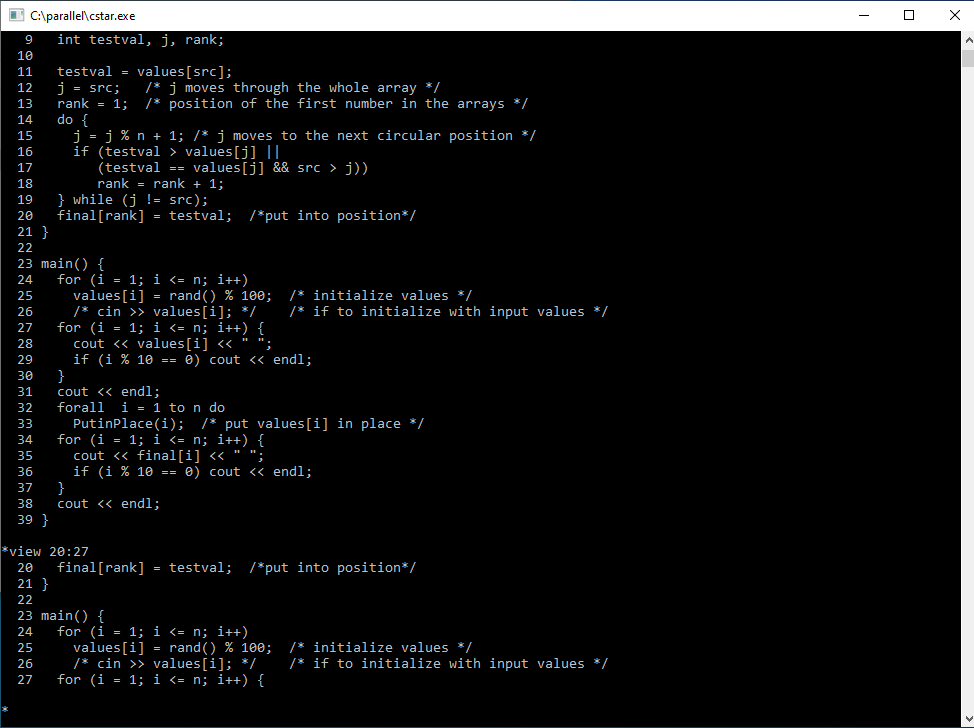 C:\parallel\cstar.exe
   9   int testval, j, rank;
  10
  11   testval = values[src];
  12   j = src;   /* j moves through the whole array */
  13   rank = 1;  /* position of the first number in the arrays */
  14   do {
  15     j = j % n + 1; /* j moves to the next circular position */
  16     if (testval > values[j] ||
  17        (testval == values[j] && src > j))
  18        rank = rank + 1;
  19   } while (j != src);
  20   final[rank] = testval;  /*put into position*/
  21 }
  22
  23 main() {
  24   for (i = 1; i <= n; i++)
  25     values[i] = rand() % 100;  /* initialize values */
  26     /* cin >> values[i]; */    /* if to initialize with input values */
  27   for (i = 1; i <= n; i++) {
  28     cout << values[i] << " ";
  29     if (i % 10 == 0) cout << endl;
  30   }
  31   cout << endl;
  32   forall  i = 1 to n do
  33     PutinPlace(i);  /* put values[i] in place */
  34   for (i = 1; i <= n; i++) {
  35     cout << final[i] << " ";
  36     if (i % 10 == 0) cout << endl;
  37   }
  38   cout << endl;
  39 }

*view 20:27
  20   final[rank] = testval;  /*put into position*/
  21 }
  22
  23 main() {
  24   for (i = 1; i <= n; i++)
  25     values[i] = rand() % 100;  /* initialize values */
  26     /* cin >> values[i]; */    /* if to initialize with input values */
  27   for (i = 1; i <= n; i++) {

*